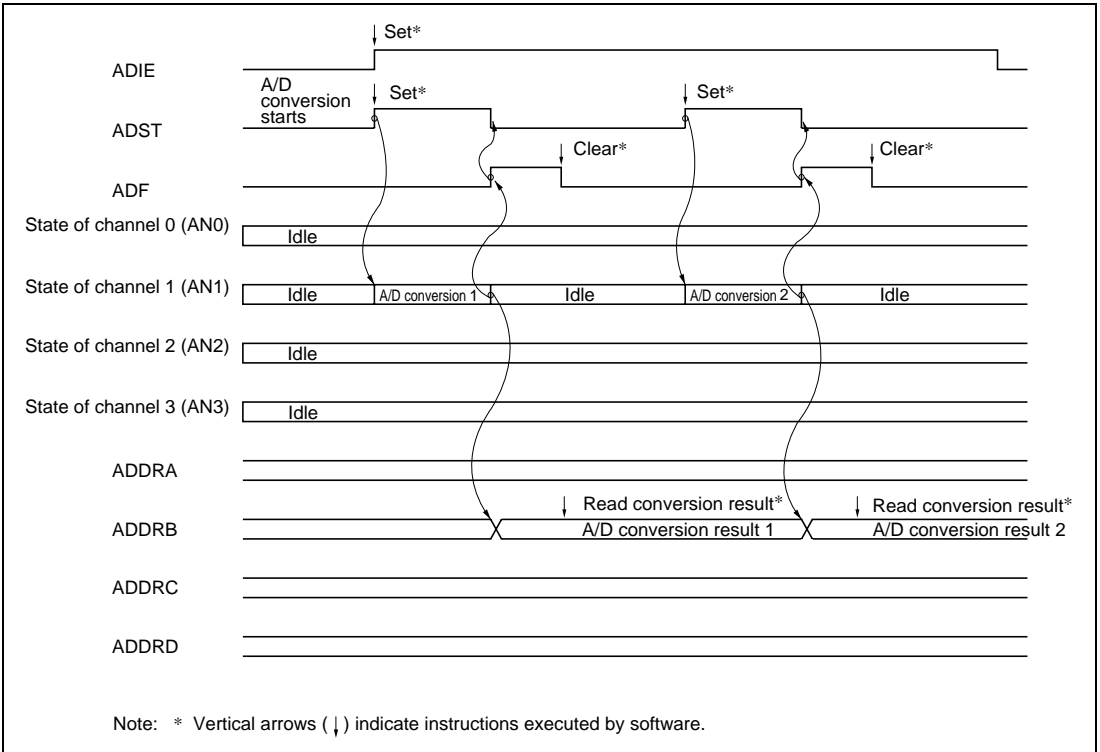 Set*
ADIE
A/D
conversion
starts
Set*
Set*
ADST
Clear*
Clear*
ADF
State of channel 0 (AN0)
Idle
State of channel 1 (AN1)
Idle
A/D conversion 1
Idle
A/D conversion 2
Idle
State of channel 2 (AN2)
Idle
State of channel 3 (AN3)
Idle
ADDRA
Read conversion result*
Read conversion result*
ADDRB
A/D conversion result 1
A/D conversion result 2
ADDRC
ADDRD
Note: * Vertical arrows (↓) indicate instructions executed by software.